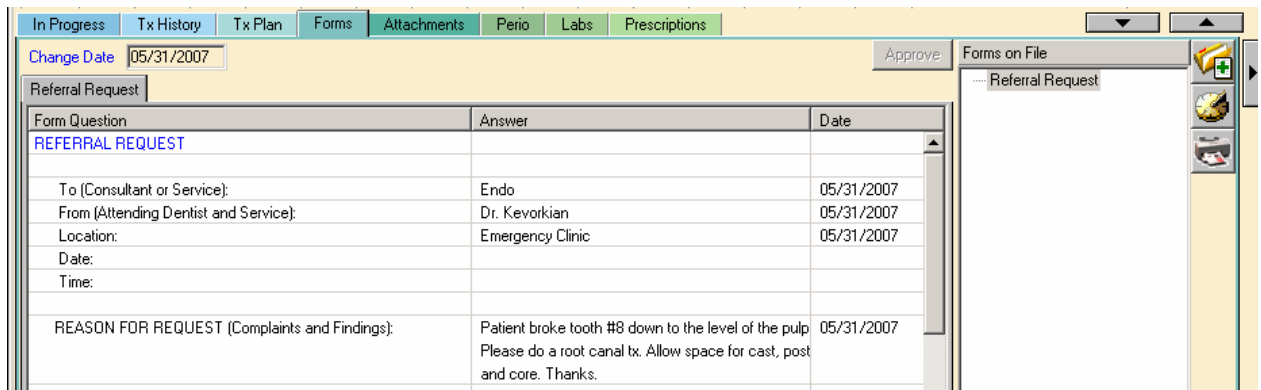 In Progress Tx History Tx Plan Forms Attachments Perio Labs Prescriptions
Change Date 05/31/2007 Approve Forms on File
Referral Request
Referral Request
Form Question Answer Date
REFERRAL REQUEST
To (Consultant or Service): Endo 05/31/2007
From (Attending Dentist and Service): Dr. Kevorkian 05/31/2007
Location: Emergency Clinic 05/31/2007
Date:
Time:
REASON FOR REQUEST (Complaints and Findings): Patient broke tooth #8 down to the level of the pulp 05/31/2007
Please do a root canal tx. Allow space for cast, post
and core. Thanks.